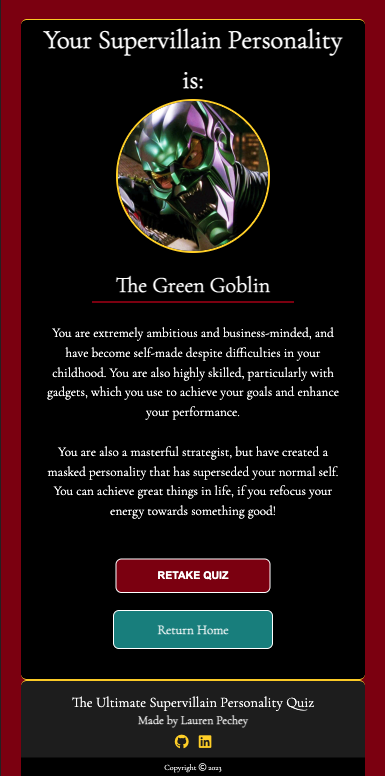 Your Supervillain Personality
is:
The Green Goblin
You are extremely ambitious and business-minded, and
have become self-made despite difficulties in your
childhood. You are also highly skilled, particularly with
gadgets, which you use to achieve your goals and enhance
your performance.
You are also a masterful strategist, but have created a
masked personality that has superseded your normal self.
You can achieve great things in life, if you refocus your
energy towards something good!
RETAKE QUIZ
Return Home
The Ultimate Supervillain Personality Quiz
Made by Lauren Pechey
Copyright © 2023